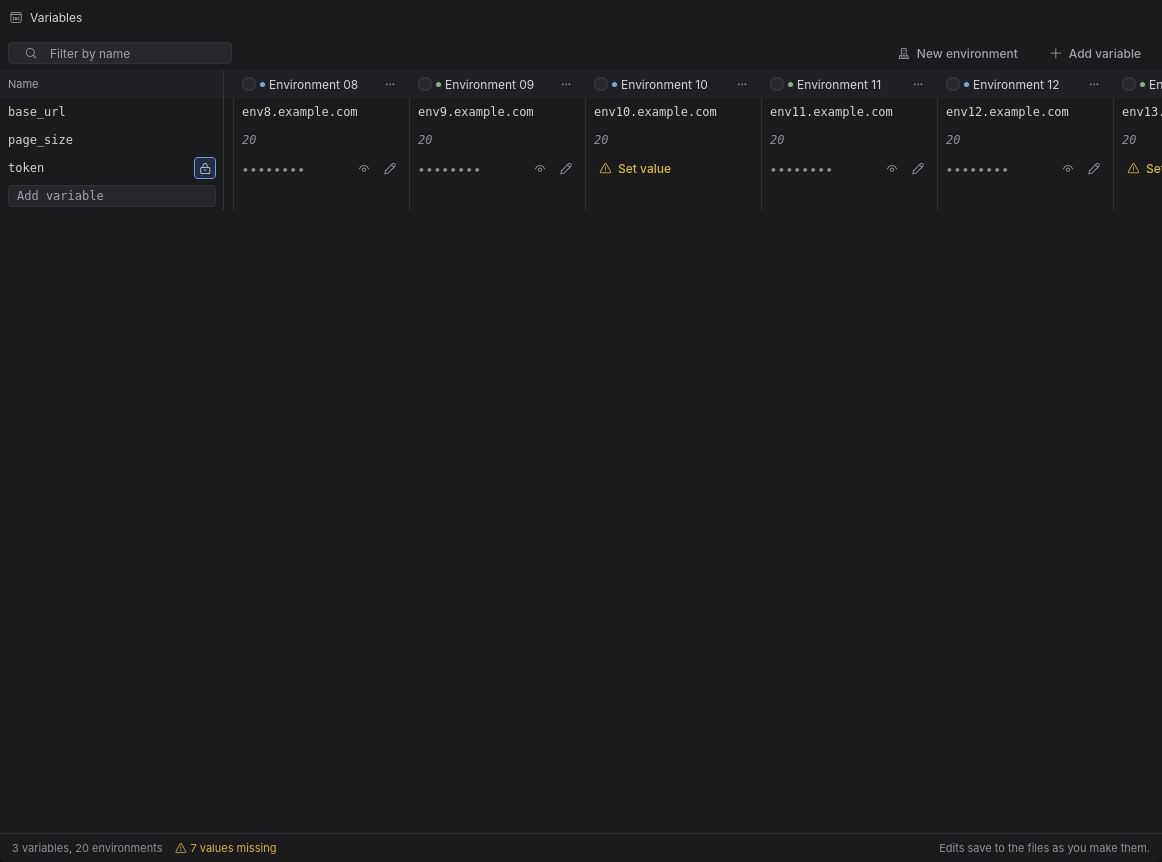 Variables
Filter by name
New environment
Add variable
Name
Environment 08 ...
Environment 09 ...
Environment 10 ...
Environment 11 ...
Environment 12 ...
En
base_url
env8.example.com
env9.example.com
env10.example.com
env11.example.com
env12.example.com
env13.
page_size
20
20
20
20
20
20
token
••••••••
••••••••
Set value
••••••••
••••••••
Se
Add variable
3 variables, 20 environments
7 values missing
Edits save to the files as you make them.